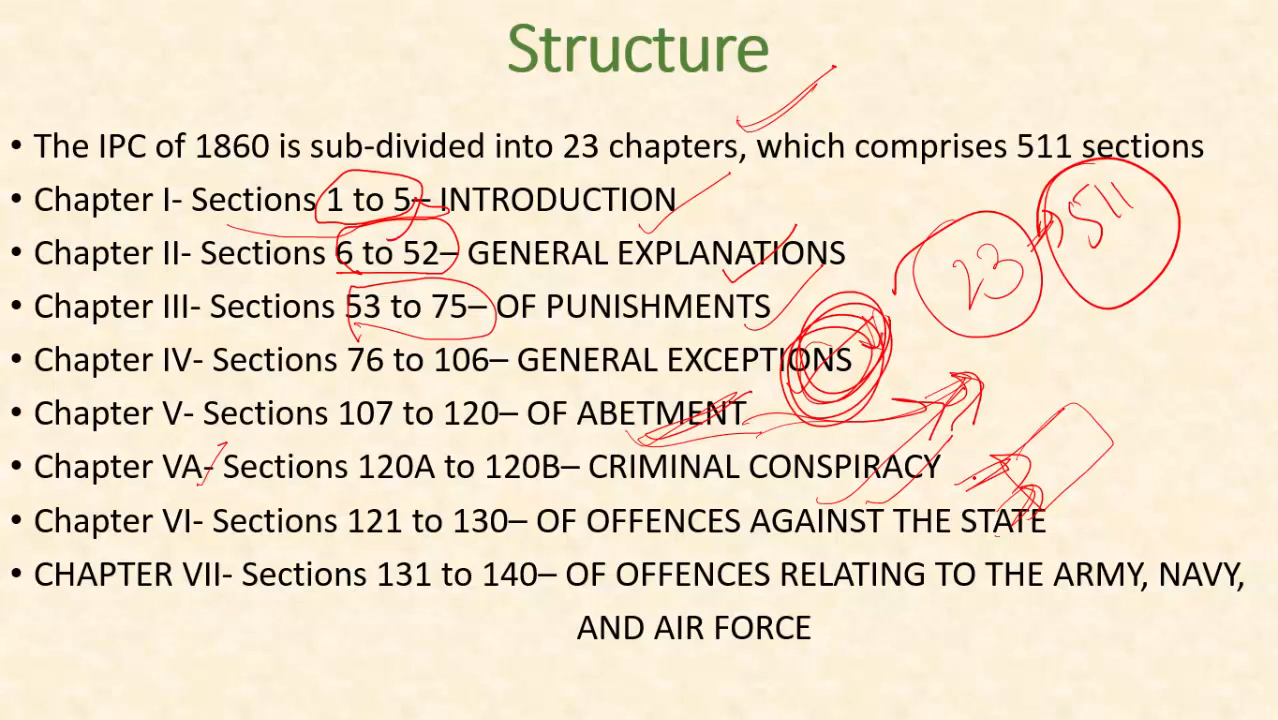 Structure
• The IPC of 1860 is sub-divided into 23 chapters, which comprises 511 sections
• Chapter I- Sections 1 to 5– INTRODUCTION
• Chapter II- Sections 6 to 52– GENERAL EXPLANATIONS
• Chapter III- Sections 53 to 75– OF PUNISHMENTS
• Chapter IV- Sections 76 to 106– GENERAL EXCEPTIONS
• Chapter V- Sections 107 to 120– OF ABETMENT
• Chapter VA- Sections 120A to 120B– CRIMINAL CONSPIRACY
• Chapter VI- Sections 121 to 130– OF OFFENCES AGAINST THE STATE
• CHAPTER VII- Sections 131 to 140– OF OFFENCES RELATING TO THE ARMY, NAVY,
AND AIR FORCE
23
511